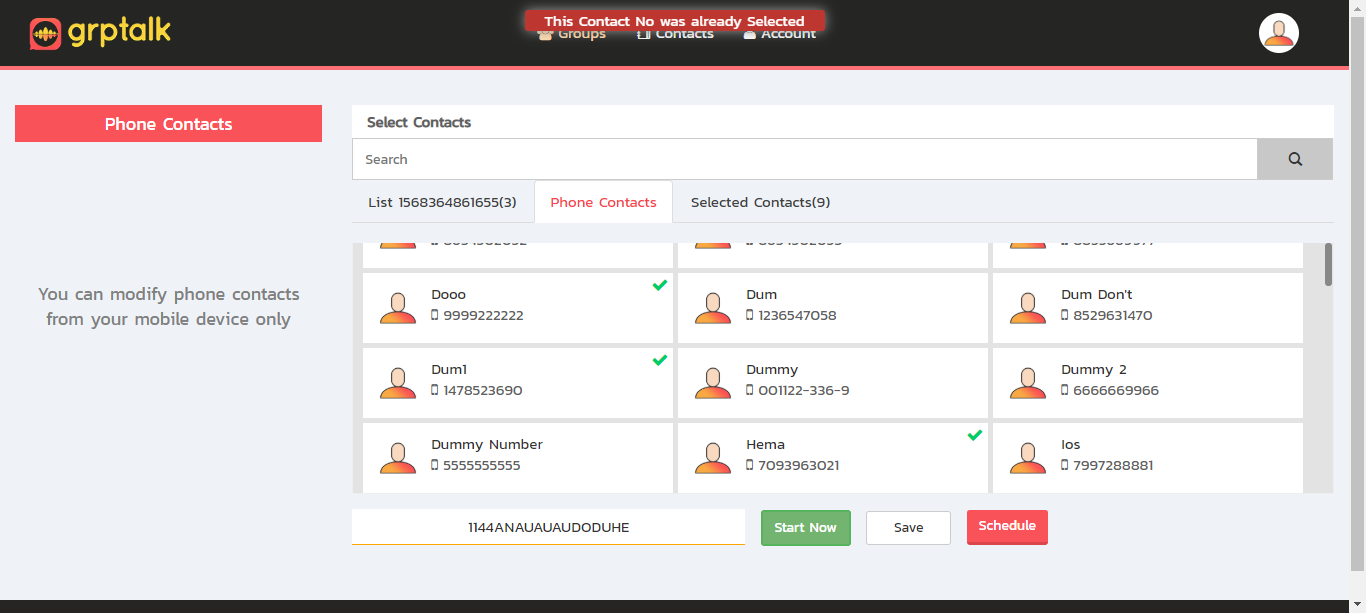 grptalk
This Contact No was already Selected
Groups
Contacts
Account
Phone Contacts
You can modify phone contacts
from your mobile device only
Select Contacts
Search
List 1568364861655(3)
Phone Contacts
Selected Contacts(9)
Dooo
9999222222
Dum
1236547058
Dum Don't
8529631470
Dum1
1478523690
Dummy
001122-336-9
Dummy 2
6666669966
Dummy Number
5555555555
Hema
7093963021
Ios
7997288881
1144ANAUAUAUDODUHE
Start Now
Save
Schedule